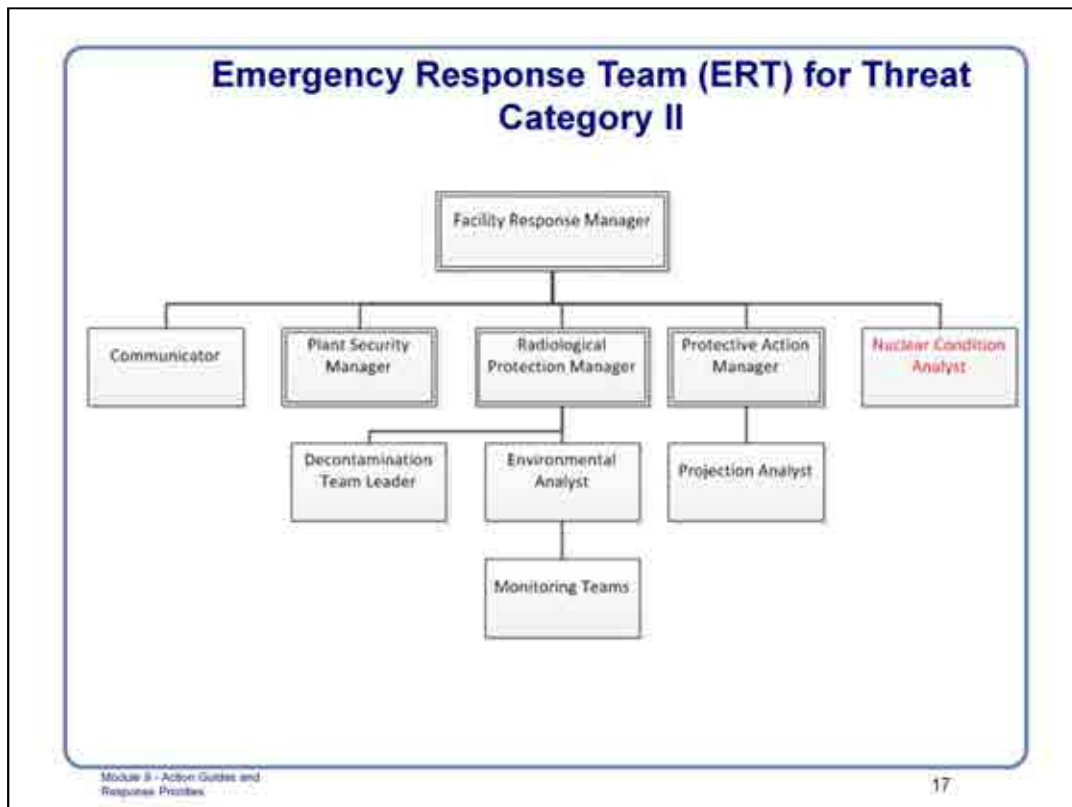 Emergency Response Team (ERT) for Threat
Category II
Facility Response Manager
Communicator
Plant Security
Manager
Radiological
Protection Manager
Protective Action
Manager
Nuclear Condition
Analyst
Decontamination
Team Leader
Environmental
Analyst
Projection Analyst
Monitoring Teams
Module - Action Guides and
Response Priorities
17